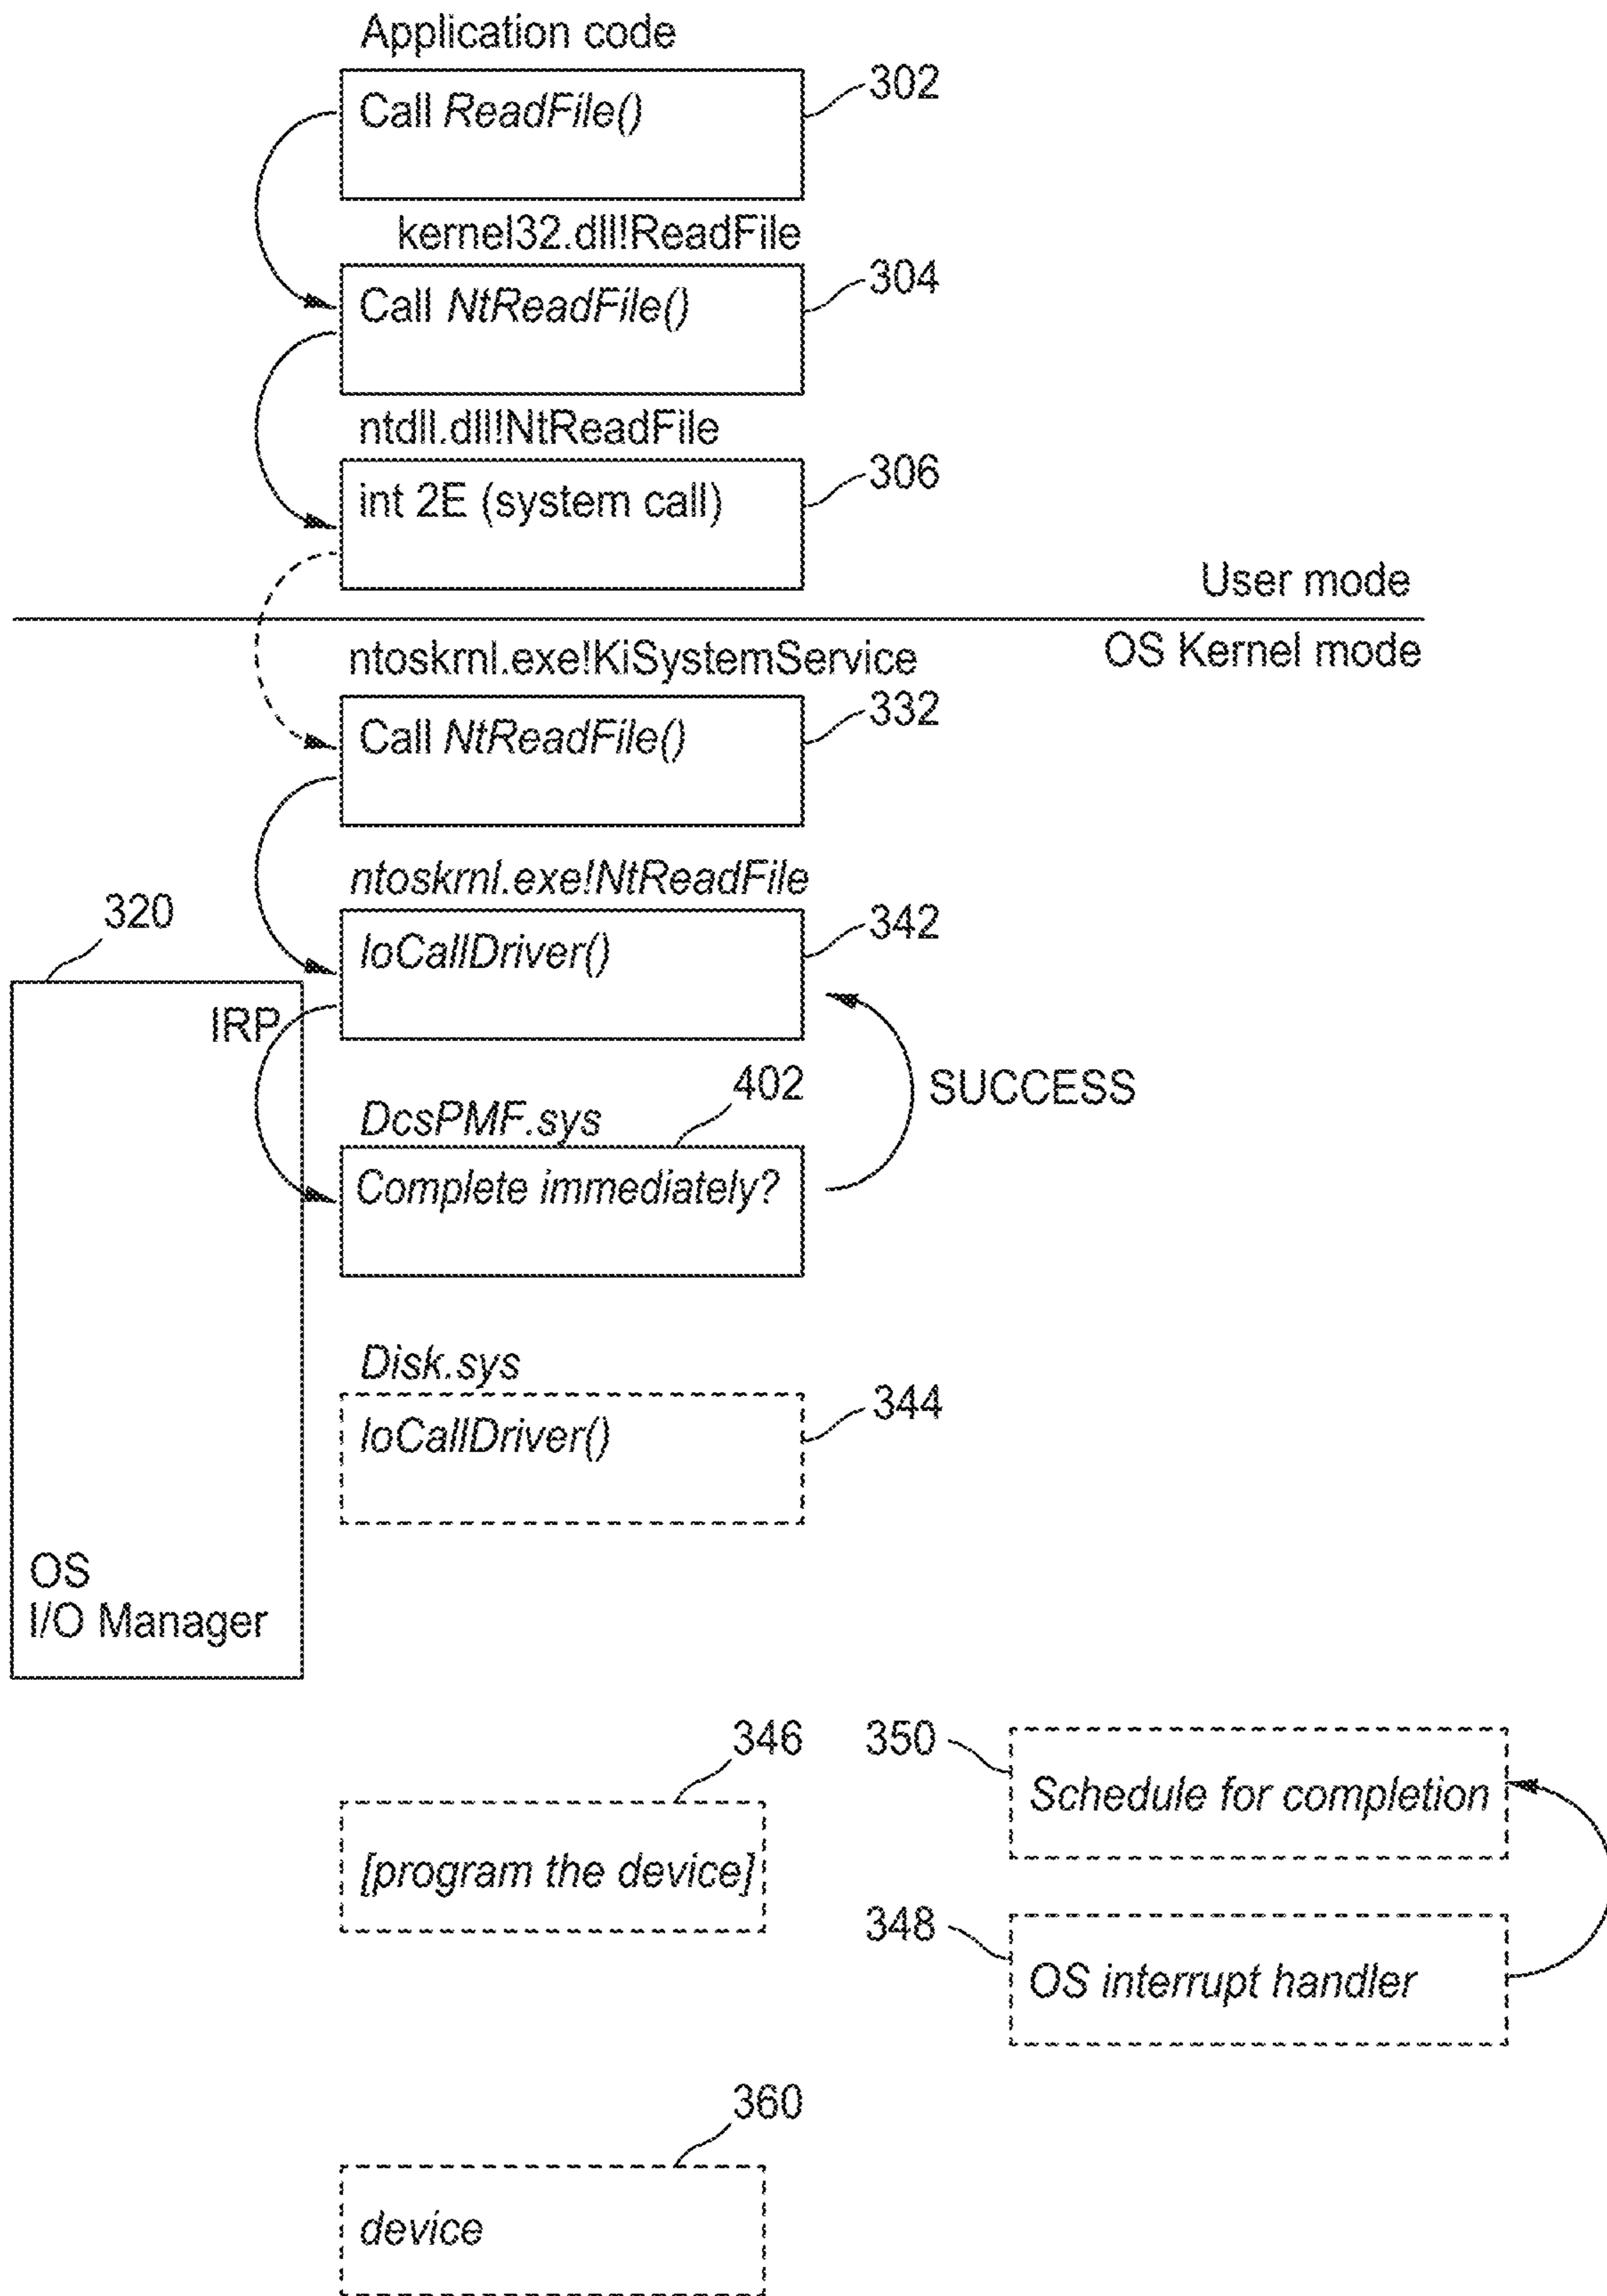 Application code
Call ReadFile()
302
kernel32.dll!ReadFile
Call NtReadFile()
304
ntdll.dll!NtReadFile
int 2E (system call)
306
User mode
OS Kernel mode
ntoskrnl.exe!KiSystemService
Call NtReadFile()
332
ntoskrnl.exe!NtReadFile
IoCallDriver()
342
320
IRP
SUCCESS
402
DcsPMF.sys
Complete immediately?
Disk.sys
IoCallDriver()
344
OS
I/O Manager
346
[program the device]
350
Schedule for completion
348
OS interrupt handler
360
device